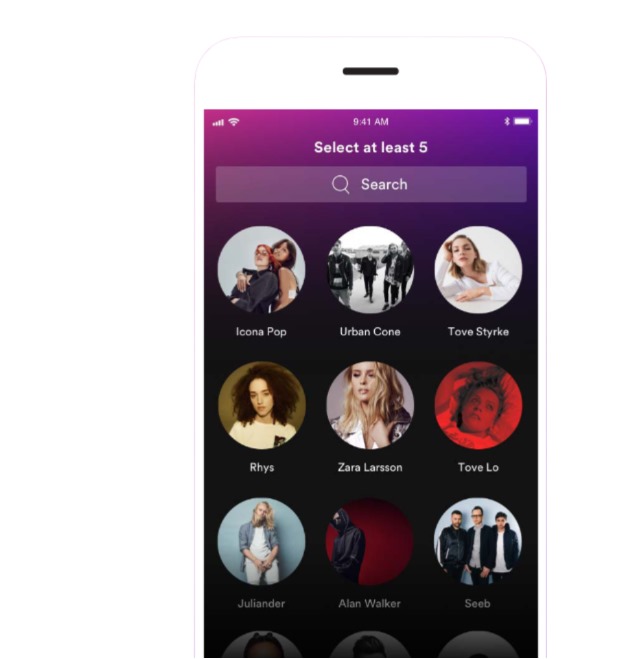 9:41 AM
Select at least 5
Search
Icona Pop
Urban Cone
Tove Styrke
Rhys
Zara Larsson
Tove Lo
Juliander
Alan Walker
Seeb